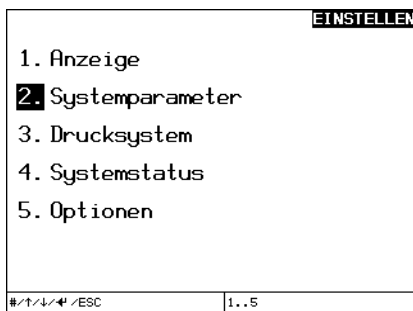 EINSTELLEN
1. Anzeige
2. Systemparameter
3. Drucksystem
4. Systemstatus
5. Optionen
#/↑/↓/↵/ESC 1..5